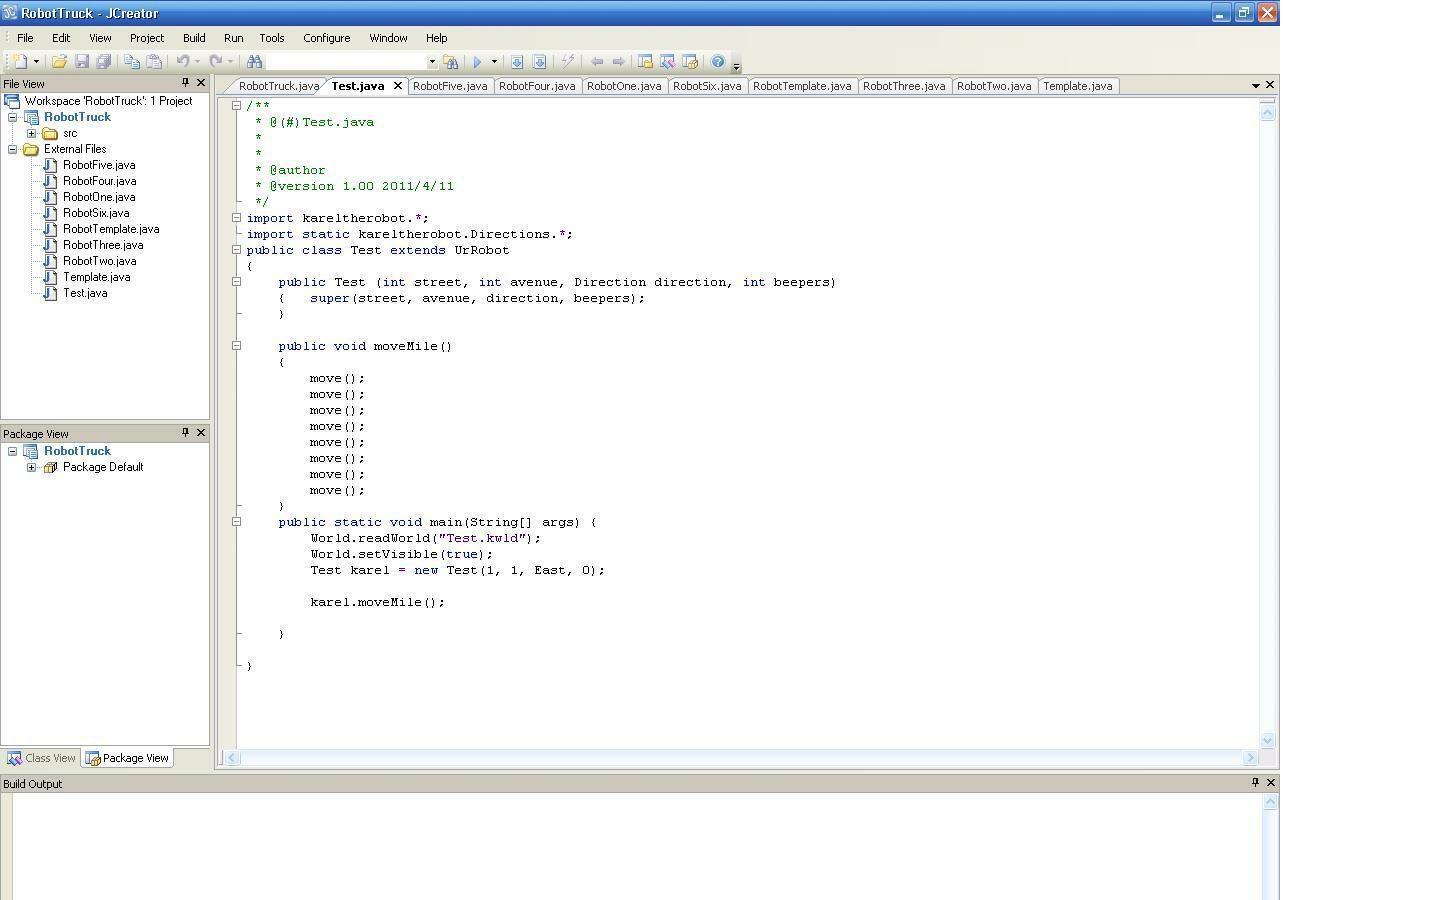 RobotTruck - JCreator
File Edit View Project Build Run Tools Configure Window Help
File View
Workspace 'RobotTruck': 1 Project
RobotTruck
src
External Files
RobotFive.java
RobotFour.java
RobotOne.java
RobotSix.java
RobotTemplate.java
RobotThree.java
RobotTwo.java
Template.java
Test.java
Package View
RobotTruck
Package Default
Class View Package View
RobotTruck.java Test.java RobotFive.java RobotFour.java RobotOne.java RobotSix.java RobotTemplate.java RobotThree.java RobotTwo.java Template.java
/**
 * @(#)Test.java
 *
 *
 * @author
 * @version 1.00 2011/4/11
 */
import kareltherobot.*;
import static kareltherobot.Directions.*;
public class Test extends UrRobot
{
    public Test (int street, int avenue, Direction direction, int beepers)
    {   super(street, avenue, direction, beepers);
    }
    public void moveMile()
    {
        move();
        move();
        move();
        move();
        move();
        move();
        move();
        move();
    }
    public static void main(String[] args) {
        World.readWorld("Test.kwld");
        World.setVisible(true);
        Test karel = new Test(1, 1, East, 0);
        karel.moveMile();
    }
}
Build Output